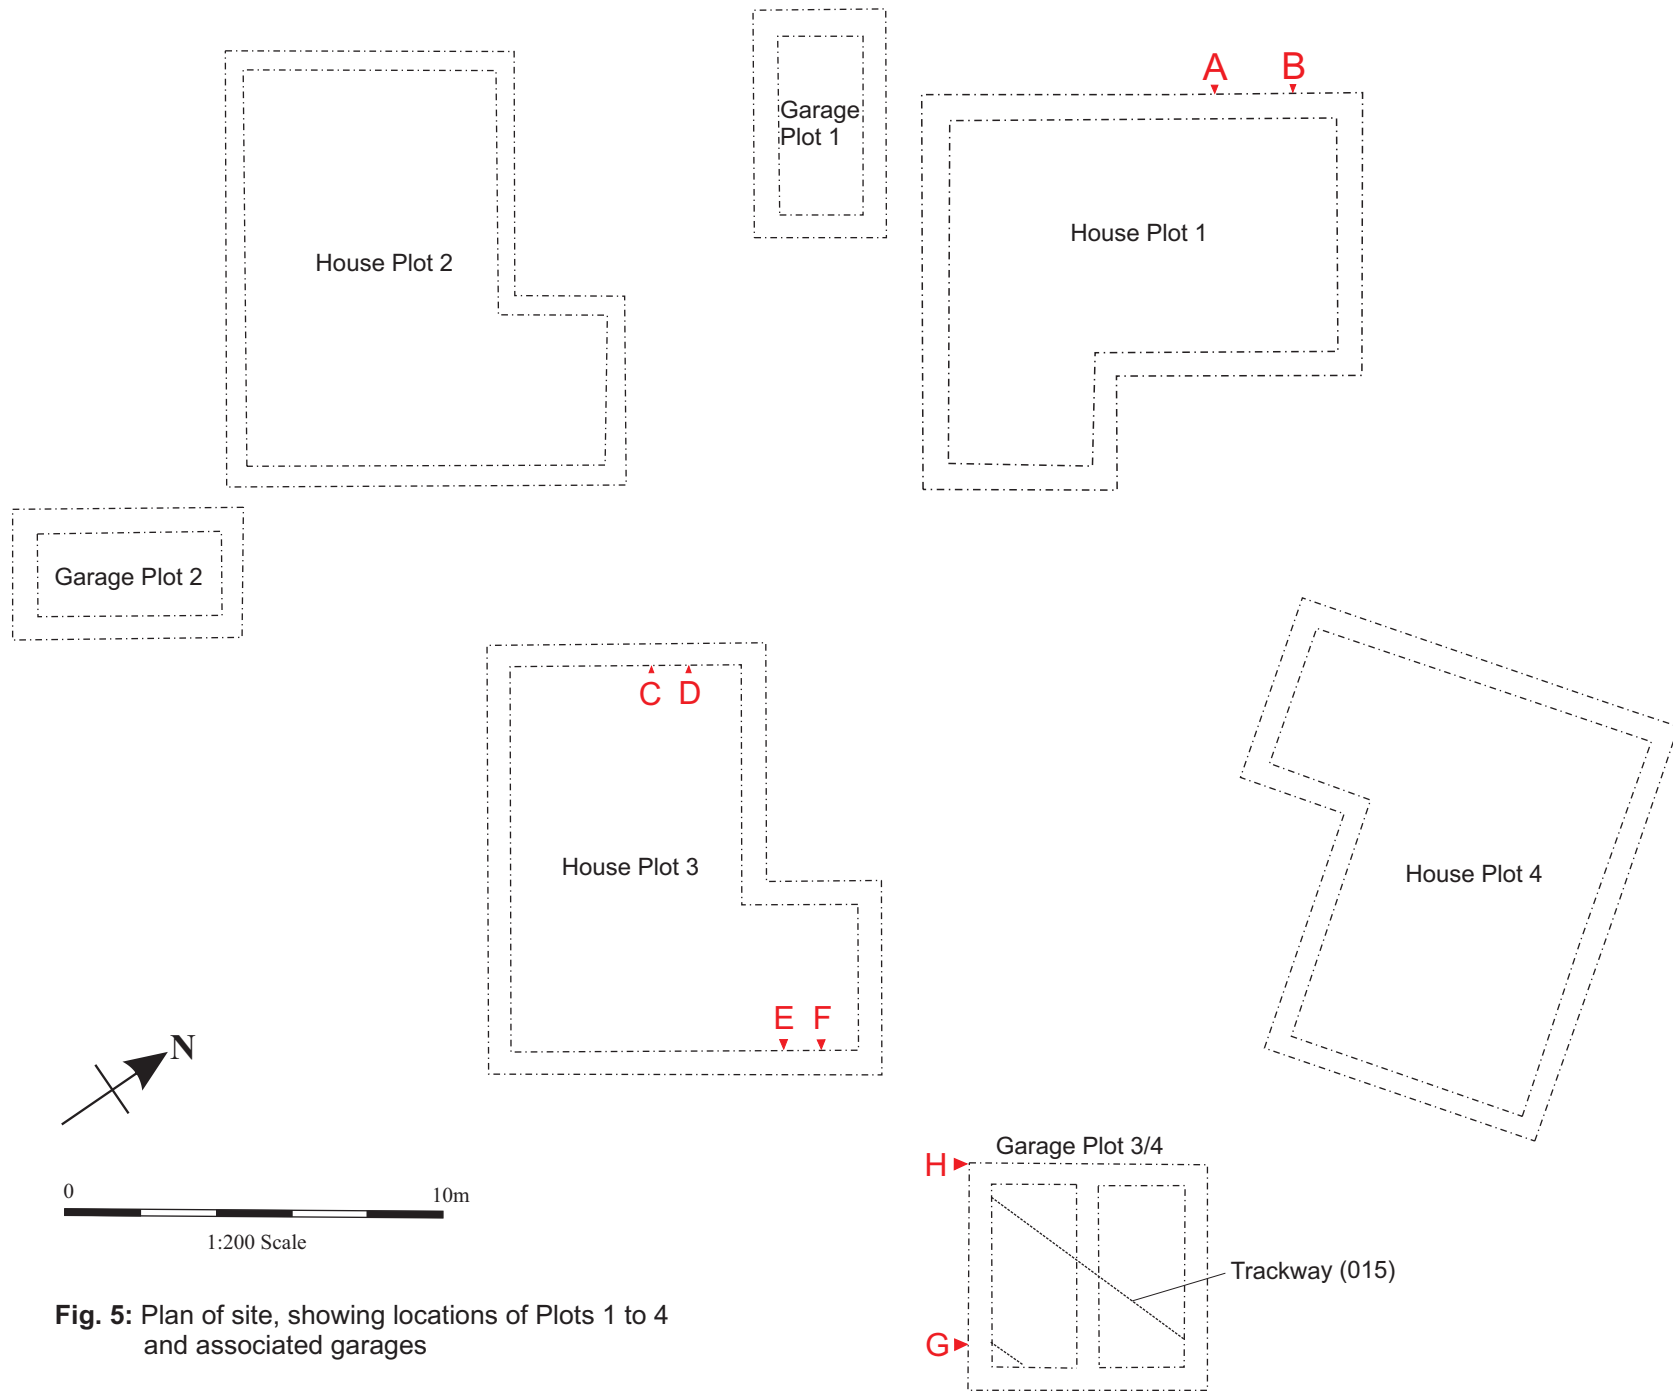 A B
Garage
Plot 1
House Plot 1
House Plot 2
Garage Plot 2
C D
House Plot 3
House Plot 4
E F
N
Garage Plot 3/4
H
0 10m
1:200 Scale
Trackway (015)
G
Fig. 5: Plan of site, showing locations of Plots 1 to 4
and associated garages